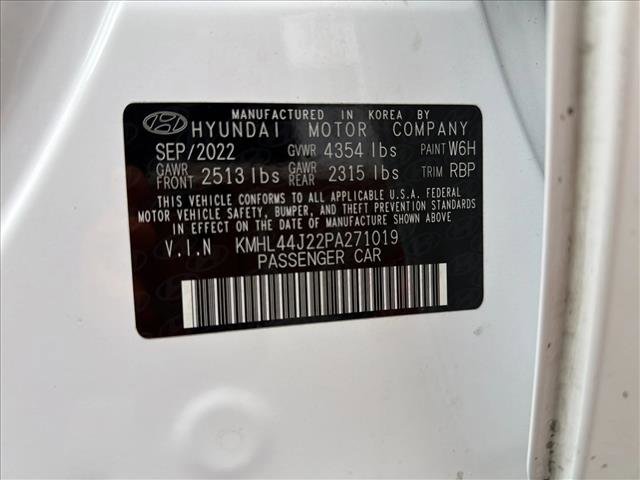 MANUFACTURED IN KOREA BY
HYUNDAI MOTOR COMPANY
SEP/2022 GVWR 4354 lbs PAINT W6H
GAWR FRONT 2513 lbs GAWR REAR 2315 lbs TRIM RBP
THIS VEHICLE CONFORMS TO ALL APPLICABLE U.S.A. FEDERAL
MOTOR VEHICLE SAFETY, BUMPER, AND THEFT PREVENTION STANDARDS
IN EFFECT ON THE DATE OF MANUFACTURE SHOWN ABOVE.
V.I.N KMHL44J22PA271019
PASSENGER CAR